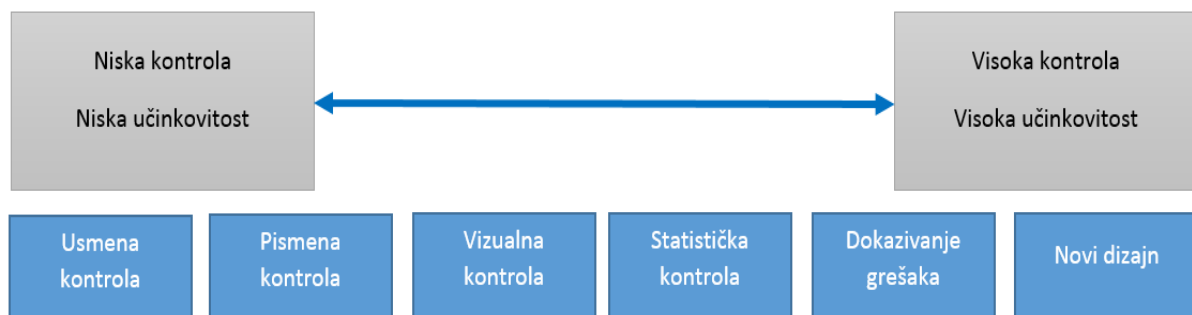 Niska kontrola
Niska učinkovitost
Visoka kontrola
Visoka učinkovitost
Usmena
kontrola
Pismena
kontrola
Vizualna
kontrola
Statistička
kontrola
Dokazivanje
grešaka
Novi dizajn